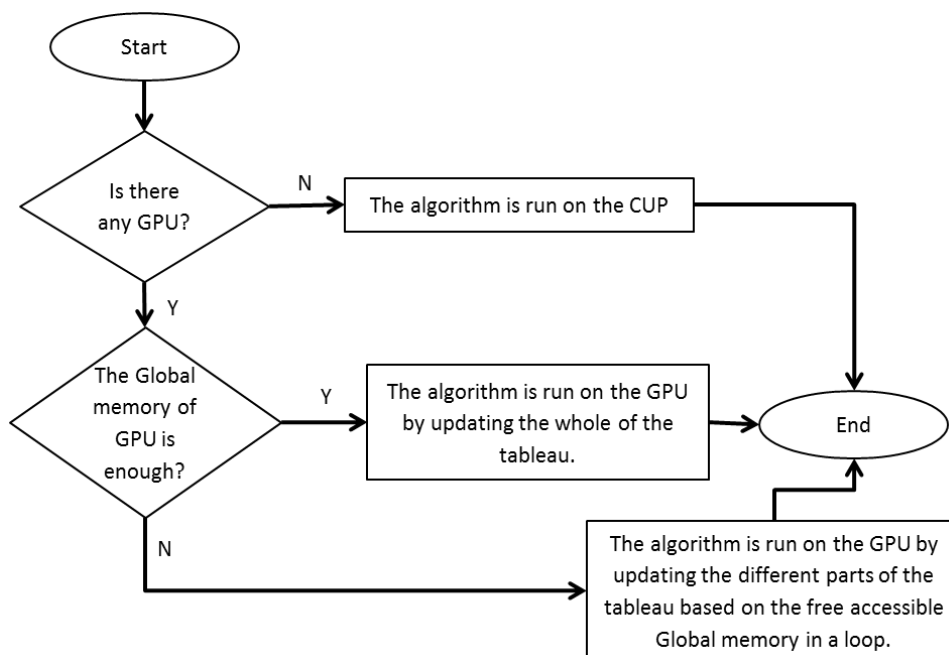 Start
Is there
any GPU?
N
The algorithm is run on the CUP
Y
The Global
memory of
GPU is
enough?
Y
The algorithm is run on the GPU
by updating the whole of the
tableau.
End
N
The algorithm is run on the GPU by
updating the different parts of the
tableau based on the free accessible
Global memory in a loop.